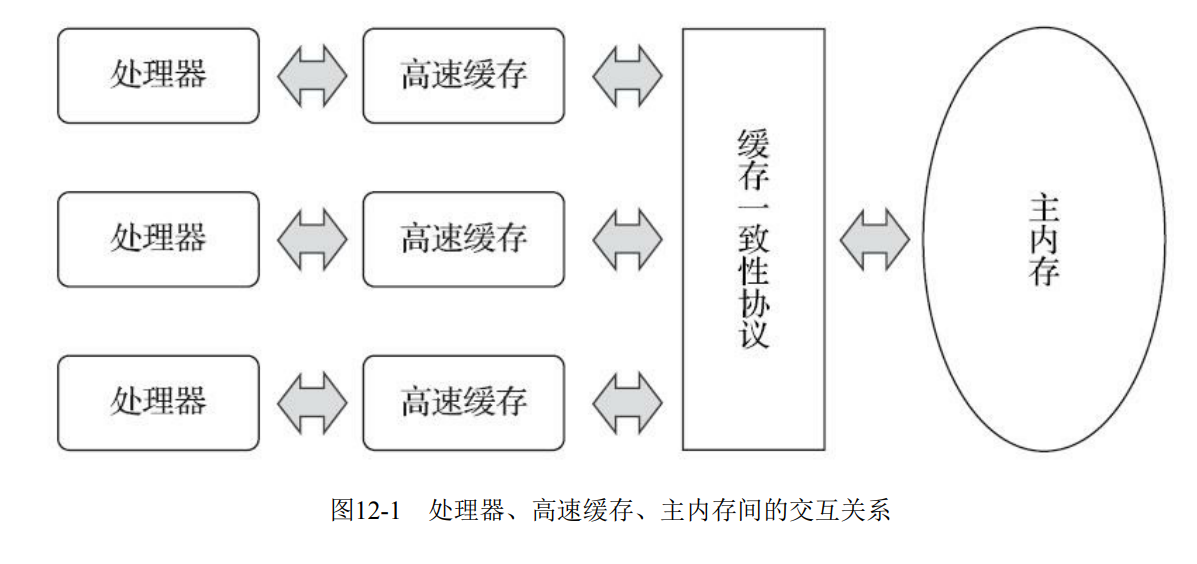 处理器
高速缓存
处理器
高速缓存
处理器
高速缓存
缓存一致性协议
主内存
图12-1 处理器、高速缓存、主内存间的交互关系